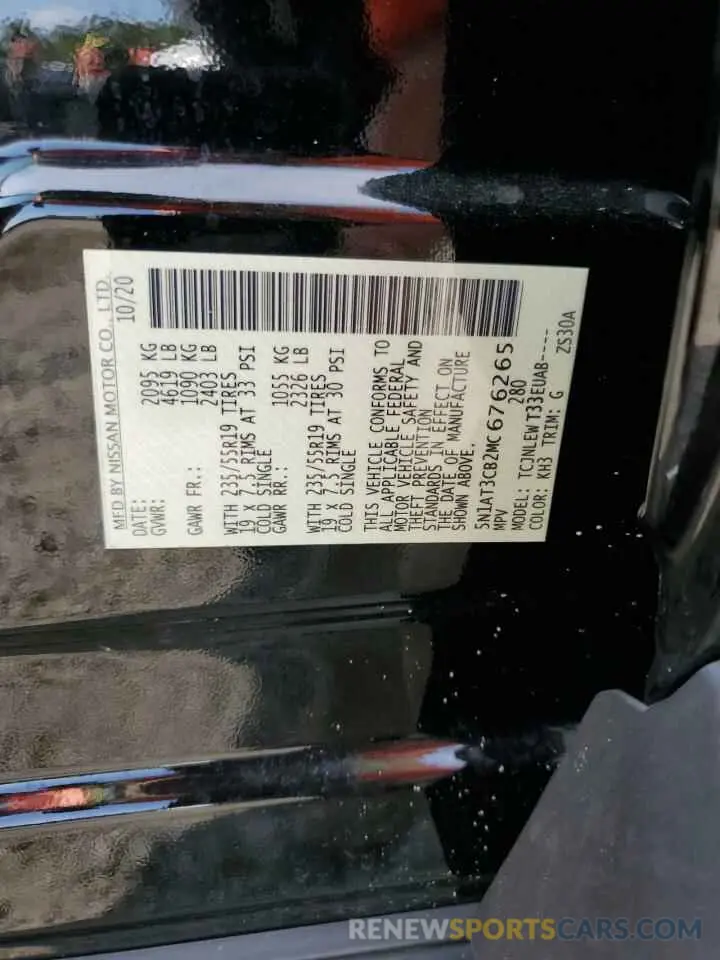 MFD BY NISSAN MOTOR CO., LTD.
DATE: 10/20
GVWR: 2095 KG
4619 LB
GAWR FR.: 1090 KG
2403 LB
WITH 235/55R19 TIRES
19 X 7.5 RIMS AT 33 PSI
COLD SINGLE
GAWR RR.: 1055 KG
2326 LB
WITH 235/55R19 TIRES
19 X 7.5 RIMS AT 30 PSI
COLD SINGLE
THIS VEHICLE CONFORMS TO
ALL APPLICABLE FEDERAL
MOTOR VEHICLE SAFETY AND
THEFT PREVENTION
STANDARDS IN EFFECT ON
THE DATE OF MANUFACTURE
SHOWN ABOVE.
5N1AT3CB2MC676265
MPV 280
MODEL: TCJNLEW T33EUAB----
COLOR: KH3 TRIM: G ZS30A
RENEWSPORTSCARS.COM